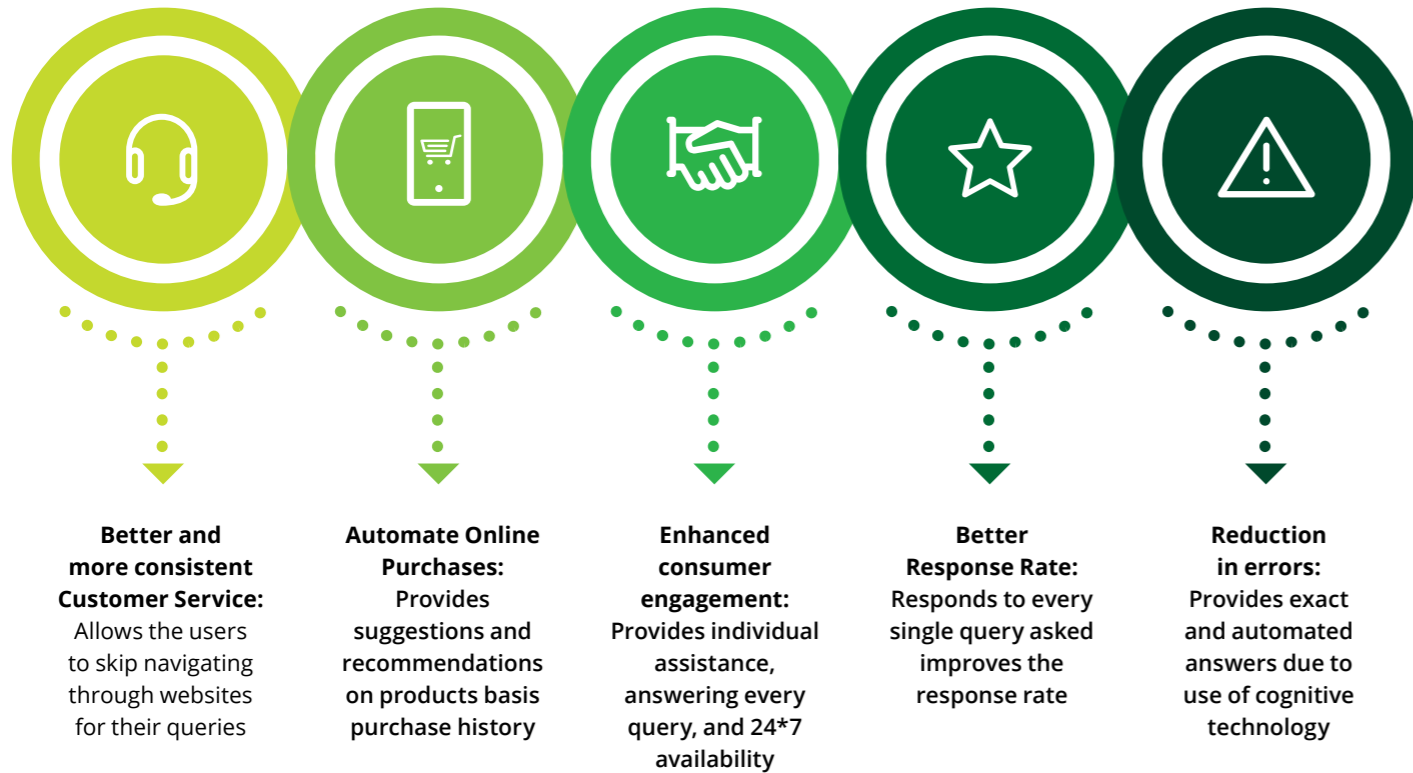 Better and
more consistent
Customer Service:
Allows the users
to skip navigating
through websites
for their queries
Automate Online
Purchases:
Provides
suggestions and
recommendations
on products basis
purchase history
Enhanced
consumer
engagement:
Provides individual
assistance,
answering every
query, and 24*7
availability
Better
Response Rate:
Responds to every
single query asked
improves the
response rate
Reduction
in errors:
Provides exact
and automated
answers due to
use of cognitive
technology